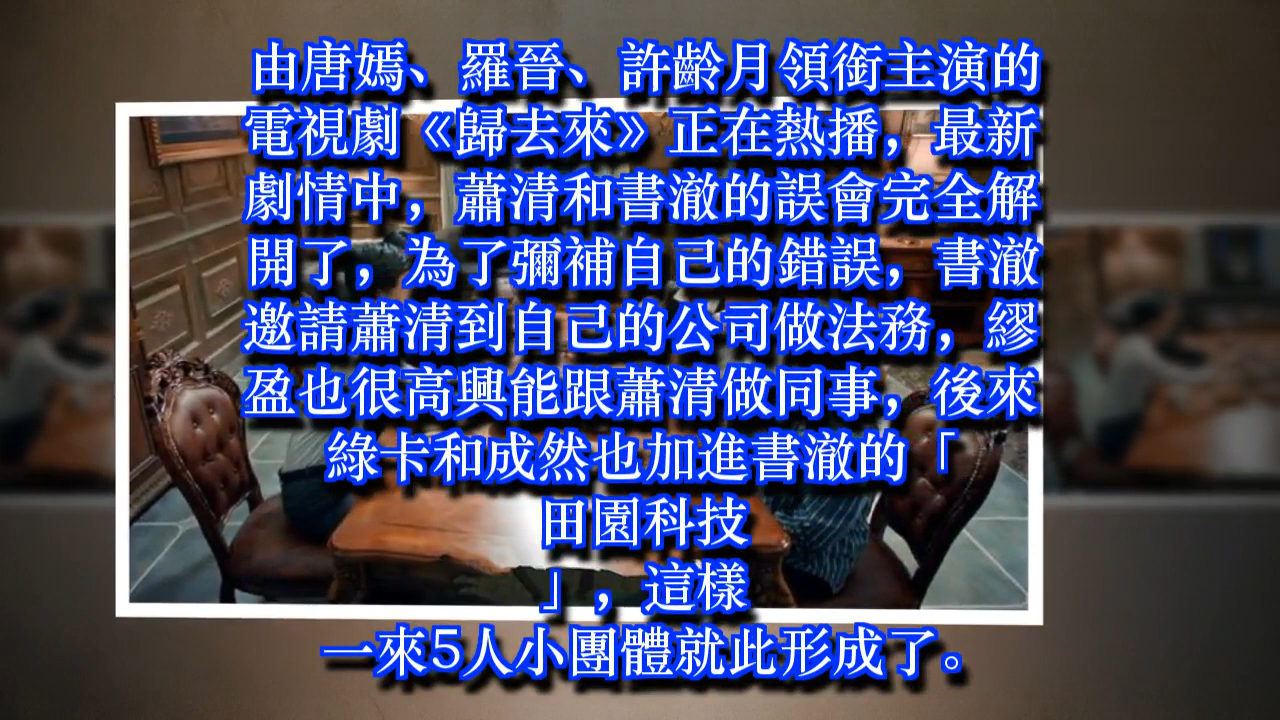 由唐嫣、羅晉、許齡月領銜主演的
電視劇《歸去來》正在熱播，最新
劇情中，蕭清和書澈的誤會完全解
開了，為了彌補自己的錯誤，書澈
邀請蕭清到自己的公司做法務，繆
盈也很高興能跟蕭清做同事，後來
綠卡和成然也加進書澈的「
田園科技
」，這樣
一來5人小團體就此形成了。